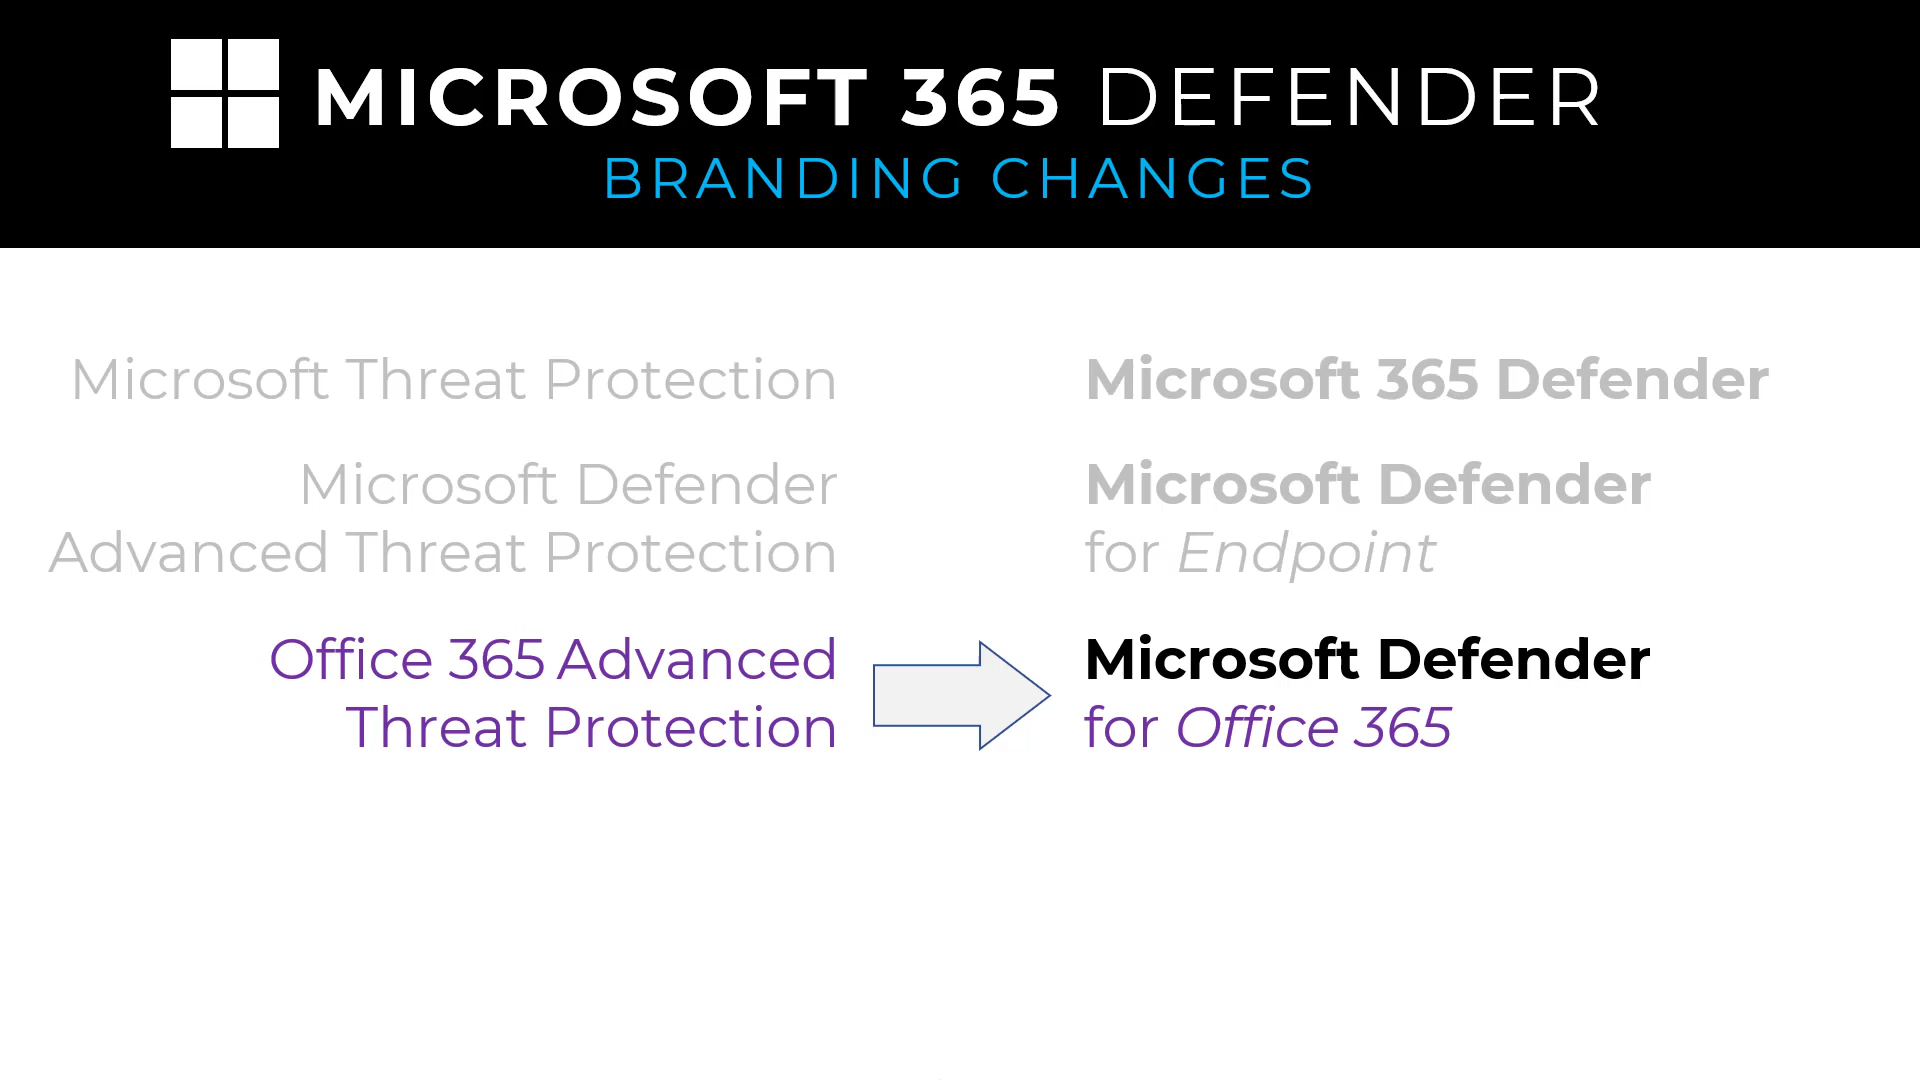 MICROSOFT 365 DEFENDER
BRANDING CHANGES
Microsoft Threat Protection
Microsoft 365 Defender
Microsoft Defender
Advanced Threat Protection
Microsoft Defender
for Endpoint
Office 365 Advanced
Threat Protection
Microsoft Defender
for Office 365